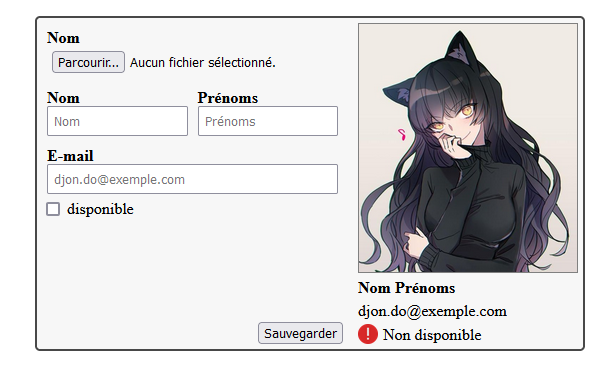 Nom
Parcourir... Aucun fichier sélectionné.
Nom Prénoms
Nom Prénoms
E-mail
djon.do@exemple.com
disponible
Sauvegarder
Nom Prénoms
djon.do@exemple.com
! Non disponible